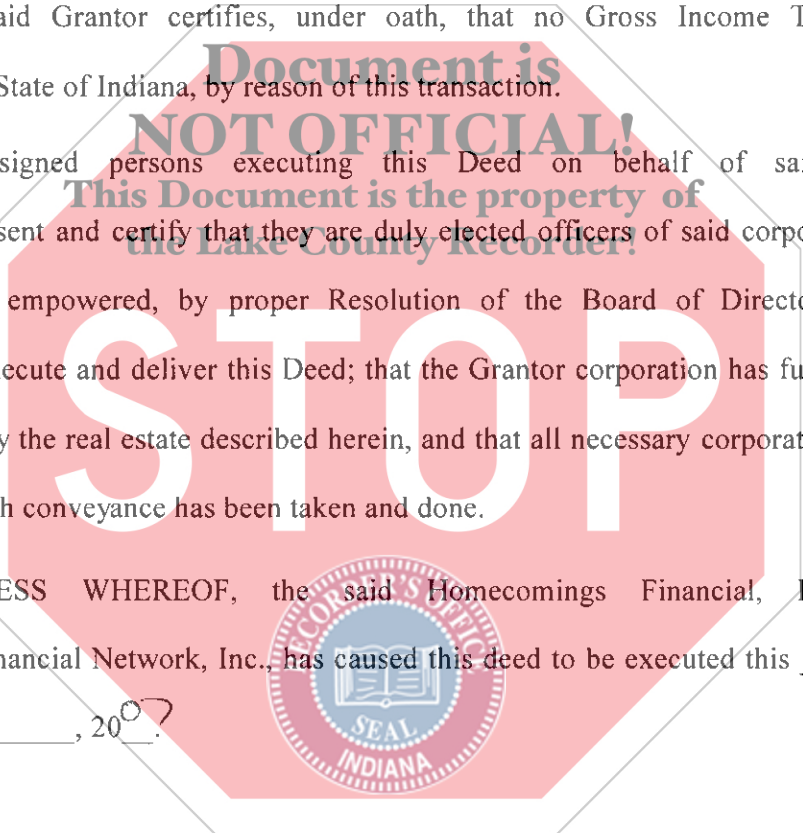 aid Grantor certifies, under oath, that no Gross Income T
Document is
State of Indiana, by reason of this transaction.
NOT OFFICIAL!
signed persons executing this Deed on behalf of sai
This Document is the property of
sent and certify that they are duly elected officers of said corpo
the Lake County Recorder!
empowered, by proper Resolution of the Board of Directo
ecute and deliver this Deed; that the Grantor corporation has fu
STOP
y the real estate described herein, and that all necessary corporat
h conveyance has been taken and done.
ESS WHEREOF, the said Homecomings Financial,
RECORDER'S OFFICE
nancial Network, Inc., has caused this deed to be executed this
, 200
SEAL
INDIANA